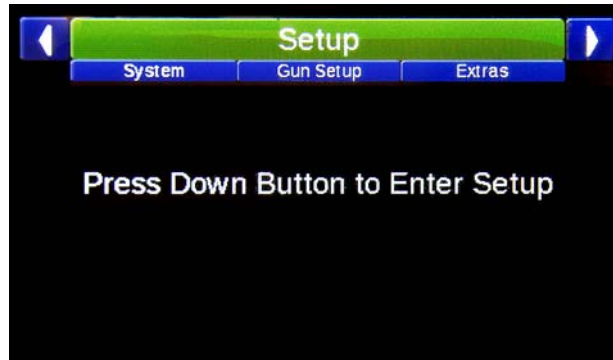 Setup
System Gun Setup Extras
Press Down Button to Enter Setup